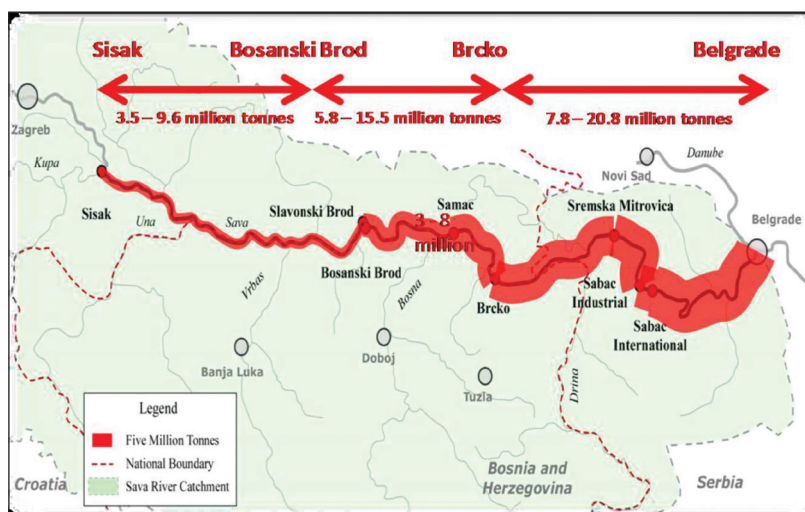 Sisak
Bosanski Brod
Brcko
Belgrade
3.5 – 9.6 million tonnes
5.8 – 15.5 million tonnes
7.8 – 20.8 million tonnes
Zagreb
Kupa
Sisak
Una
Sava
Slavonski Brod
Samac
3 – 8
million
Sremska Mitrovica
Novi Sad
Danube
Belgrade
Vrbas
Bosanski Brod
Bosna
Brcko
Sabac
Industrial
Sabac
International
Banja Luka
Doboj
Tuzla
Drina
Legend
Five Million Tonnes
National Boundary
Sava River Catchment
Croatia
Bosnia and
Herzegovina
Serbia